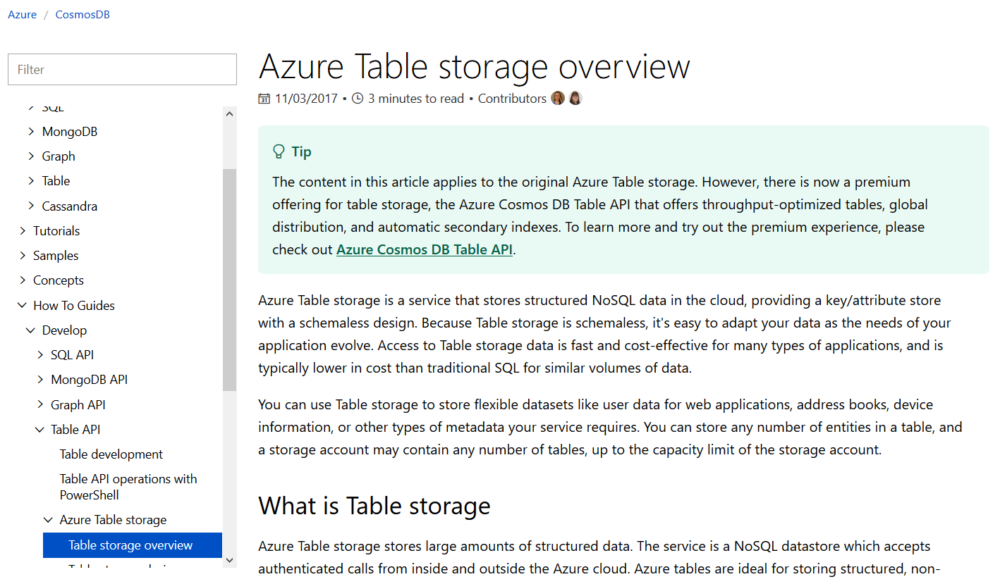 Azure / CosmosDB
Filter
SQL
MongoDB
Graph
Table
Cassandra
Tutorials
Samples
Concepts
How To Guides
Develop
SQL API
MongoDB API
Graph API
Table API
Table development
Table API operations with
PowerShell
Azure Table storage
Table storage overview
Azure Table storage overview
31 11/03/2017 • 3 minutes to read • Contributors
Tip
The content in this article applies to the original Azure Table storage. However, there is now a premium
offering for table storage, the Azure Cosmos DB Table API that offers throughput-optimized tables, global
distribution, and automatic secondary indexes. To learn more and try out the premium experience, please
check out Azure Cosmos DB Table API.
Azure Table storage is a service that stores structured NoSQL data in the cloud, providing a key/attribute store
with a schemaless design. Because Table storage is schemaless, it's easy to adapt your data as the needs of your
application evolve. Access to Table storage data is fast and cost-effective for many types of applications, and is
typically lower in cost than traditional SQL for similar volumes of data.
You can use Table storage to store flexible datasets like user data for web applications, address books, device
information, or other types of metadata your service requires. You can store any number of entities in a table, and
a storage account may contain any number of tables, up to the capacity limit of the storage account.
What is Table storage
Azure Table storage stores large amounts of structured data. The service is a NoSQL datastore which accepts
authenticated calls from inside and outside the Azure cloud. Azure tables are ideal for storing structured, non-